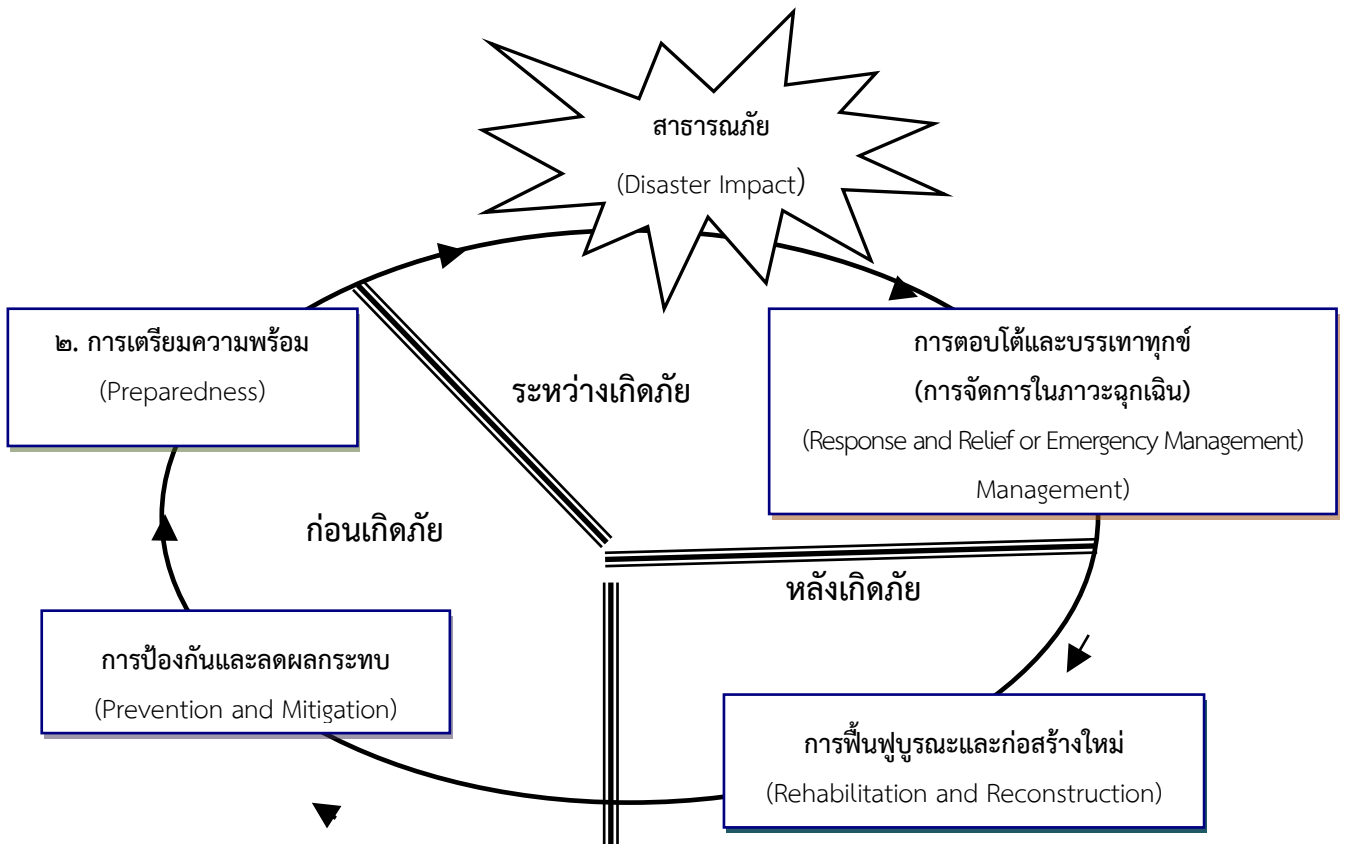 สาธารณภัย
(Disaster Impact)
๒. การเตรียมความพร้อม
(Preparedness)
การตอบโต้และบรรเทาทุกข์
(การจัดการในภาวะฉุกเฉิน)
(Response and Relief or Emergency Management)
Management)
ระหว่างเกิดภัย
ก่อนเกิดภัย
หลังเกิดภัย
การป้องกันและลดผลกระทบ
(Prevention and Mitigation)
การฟื้นฟูบูรณะและก่อสร้างใหม่
(Rehabilitation and Reconstruction)